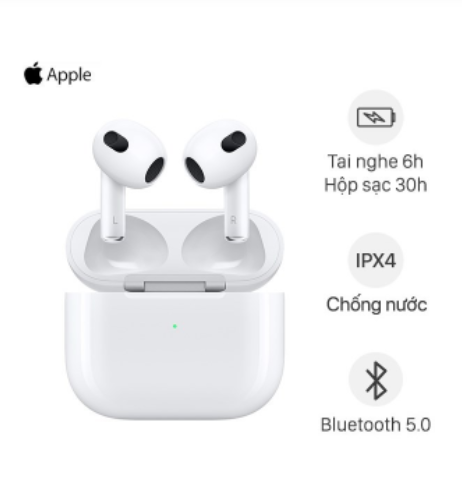 Apple
Tai nghe 6h
Hộp sạc 30h
L
R
IPX4
Chống nước
Bluetooth 5.0